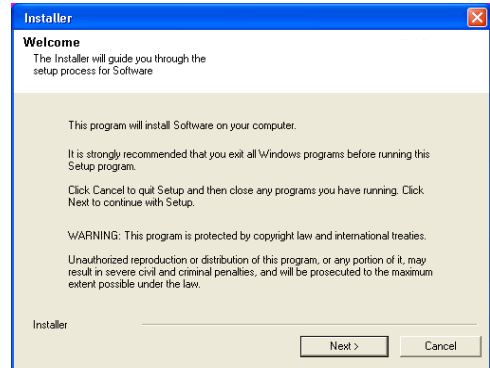 Installer
Welcome
The Installer will guide you through the
setup process for Software
This program will install Software on your computer.
It is strongly recommended that you exit all Windows programs before running this
Setup program.
Click Cancel to quit Setup and then close any programs you have running. Click
Next to continue with Setup.
WARNING: This program is protected by copyright law and international treaties.
Unauthorized reproduction or distribution of this program, or any portion of it, may
result in severe civil and criminal penalties, and will be prosecuted to the maximum
extent possible under the law.
Installer
Next >
Cancel